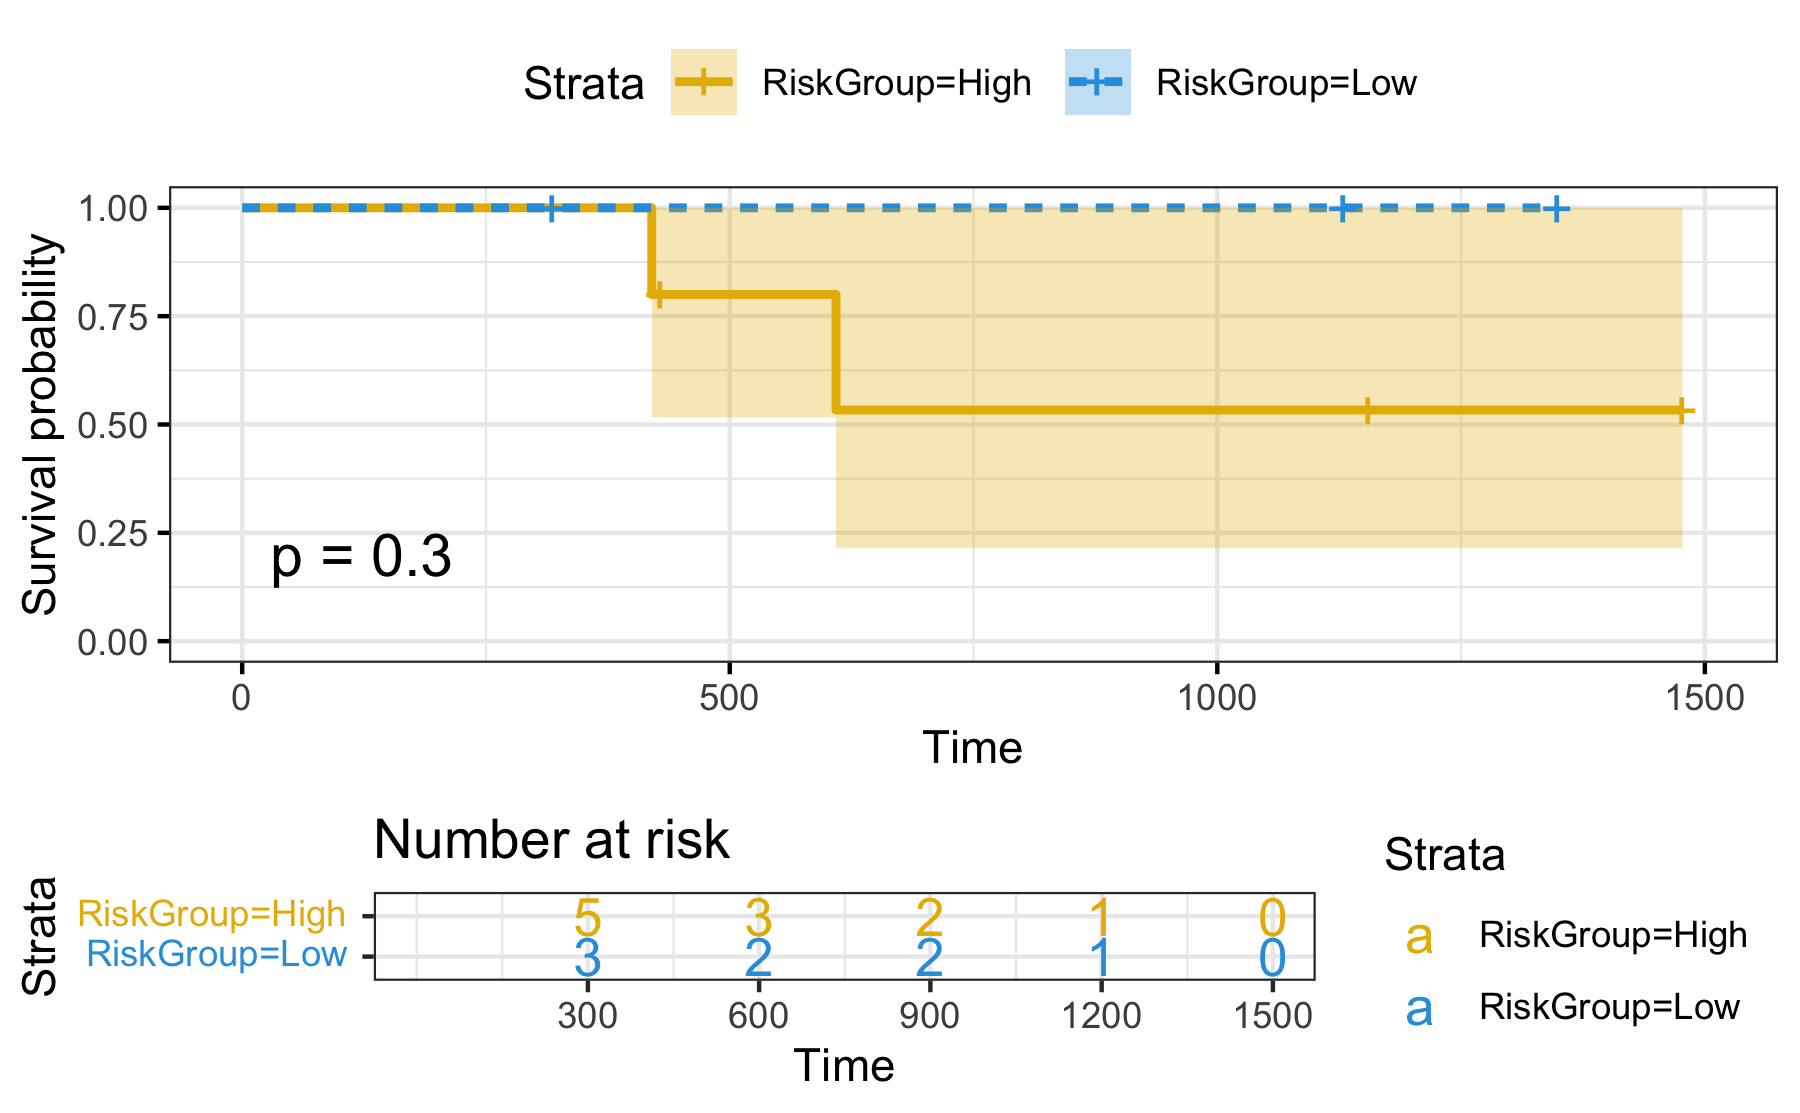 Strata RiskGroup=High RiskGroup=Low
Survival probability
1.00
0.75
0.50
0.25
0.00
p = 0.3
0 500 1000 1500
Time
Number at risk
Strata
RiskGroup=High 5 3 2 1 0
RiskGroup=Low 3 2 2 1 0
300 600 900 1200 1500
Time
Strata
a RiskGroup=High
a RiskGroup=Low